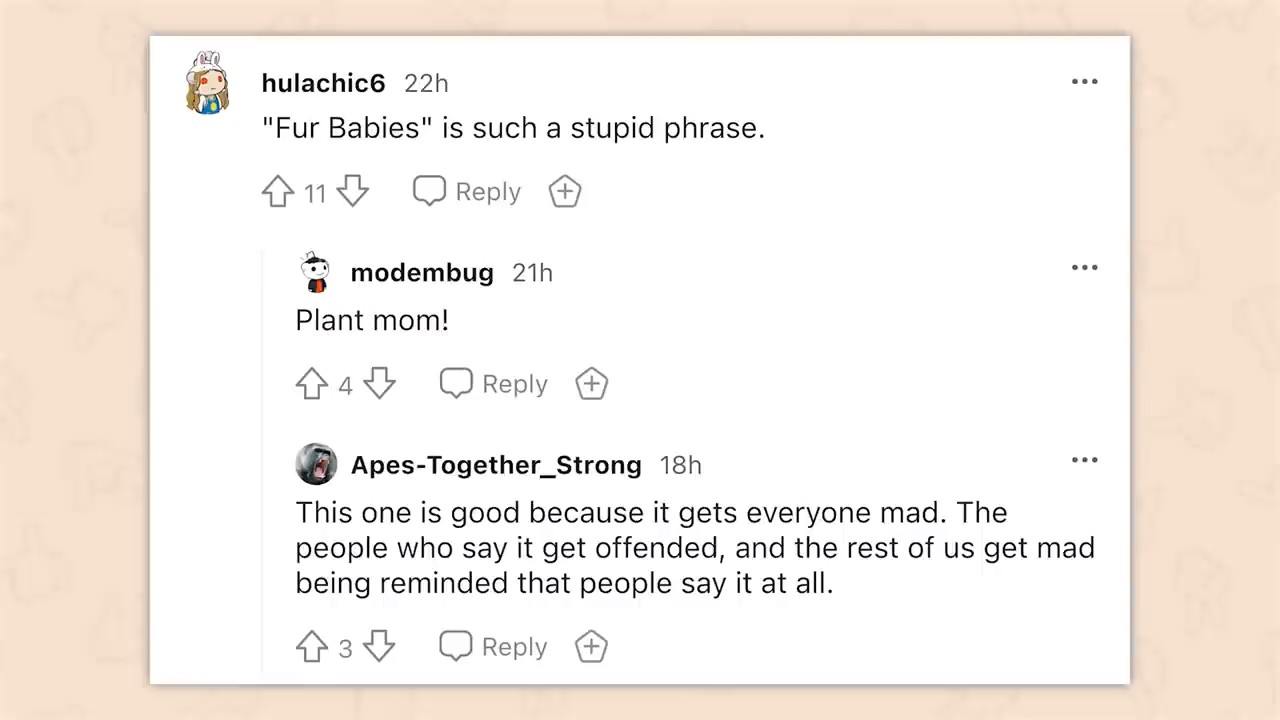 hulachic6 22h
"Fur Babies" is such a stupid phrase.
11 Reply
modembug 21h
Plant mom!
4 Reply
Apes-Together_Strong 18h
This one is good because it gets everyone mad. The
people who say it get offended, and the rest of us get mad
being reminded that people say it at all.
3 Reply